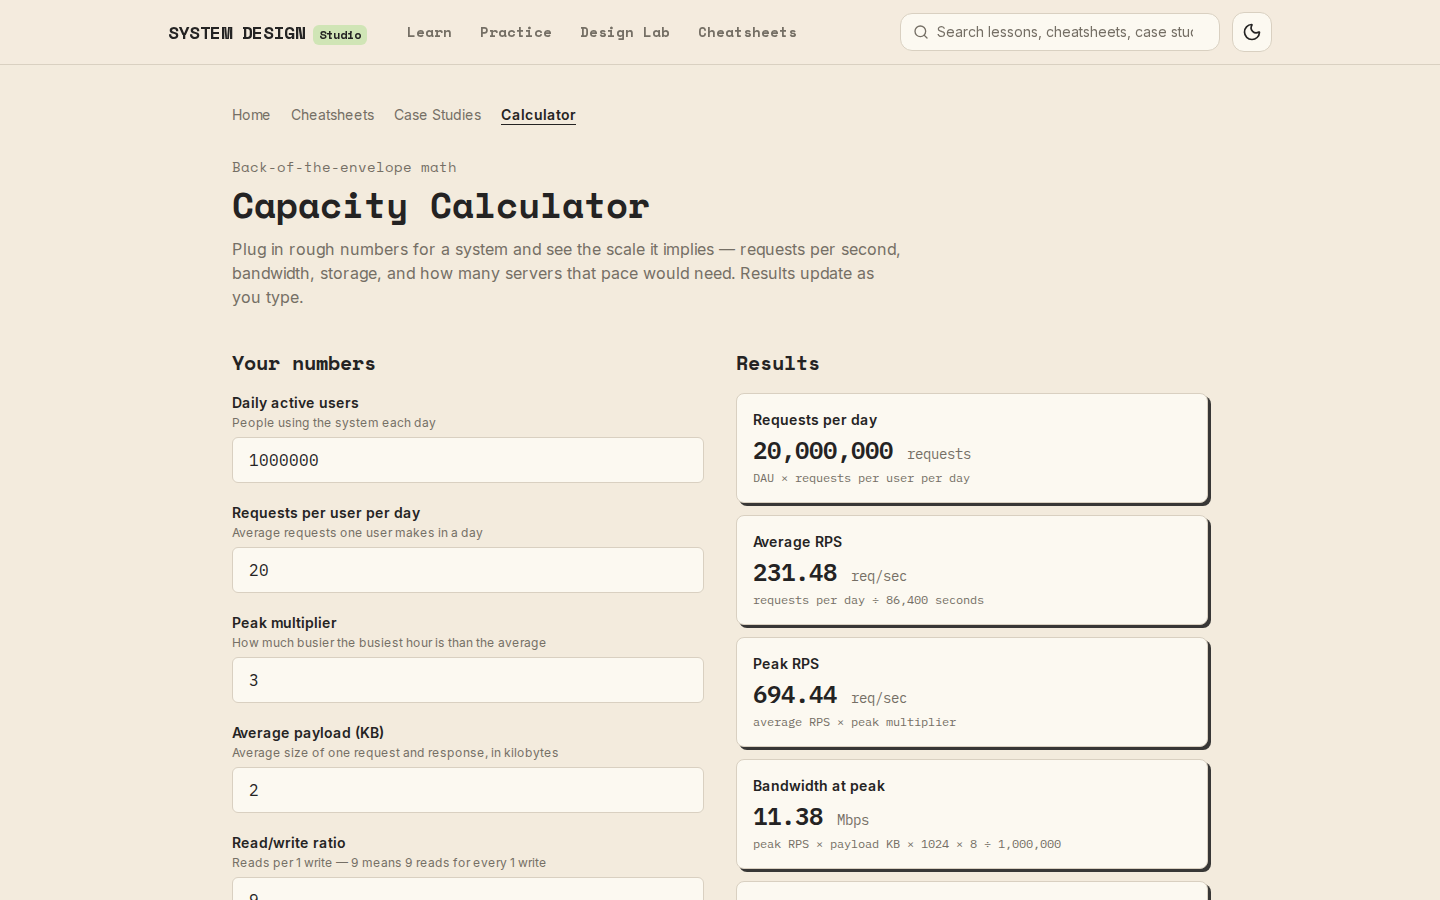 SYSTEM DESIGN Studio Learn Practice Design Lab Cheatsheets Search lessons, cheatsheets, case stu
Home Cheatsheets Case Studies Calculator
Back-of-the-envelope math
Capacity Calculator
Plug in rough numbers for a system and see the scale it implies — requests per second,
bandwidth, storage, and how many servers that pace would need. Results update as
you type.
Your numbers
Daily active users
People using the system each day
1000000
Requests per user per day
Average requests one user makes in a day
20
Peak multiplier
How much busier the busiest hour is than the average
3
Average payload (KB)
Average size of one request and response, in kilobytes
2
Read/write ratio
Reads per 1 write — 9 means 9 reads for every 1 write
9
Results
Requests per day
20,000,000 requests
DAU × requests per user per day
Average RPS
231.48 req/sec
requests per day ÷ 86,400 seconds
Peak RPS
694.44 req/sec
average RPS × peak multiplier
Bandwidth at peak
11.38 Mbps
peak RPS × payload KB × 1024 × 8 ÷ 1,000,000